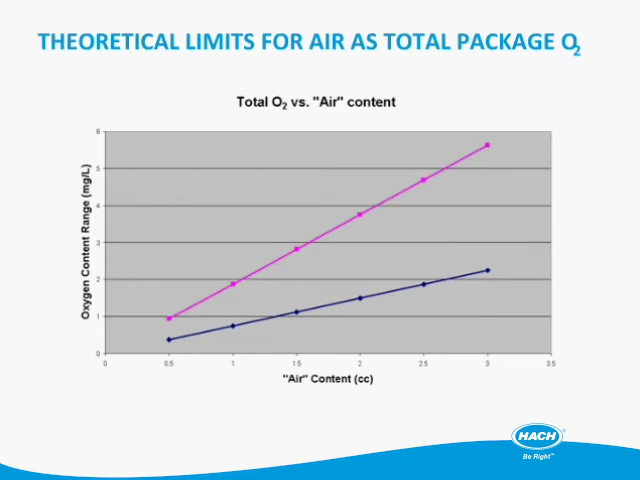 THEORETICAL LIMITS FOR AIR AS TOTAL PACKAGE O2
Total O2 vs. "Air" content
Oxygen Content Range (mg/L)
6
5
4
3
2
1
0
0 0.5 1 1.5 2 2.5 3 3.5
"Air" Content (cc)
HACH®
Be Right™